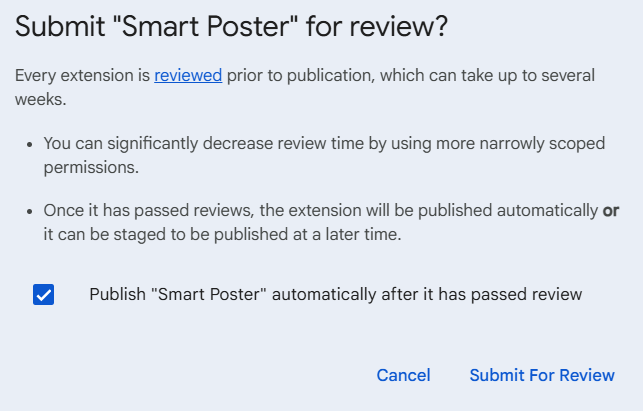 Submit "Smart Poster" for review?
Every extension is reviewed prior to publication, which can take up to several
weeks.
• You can significantly decrease review time by using more narrowly scoped
permissions.
• Once it has passed reviews, the extension will be published automatically or
it can be staged to be published at a later time.
Publish "Smart Poster" automatically after it has passed review
Cancel Submit For Review